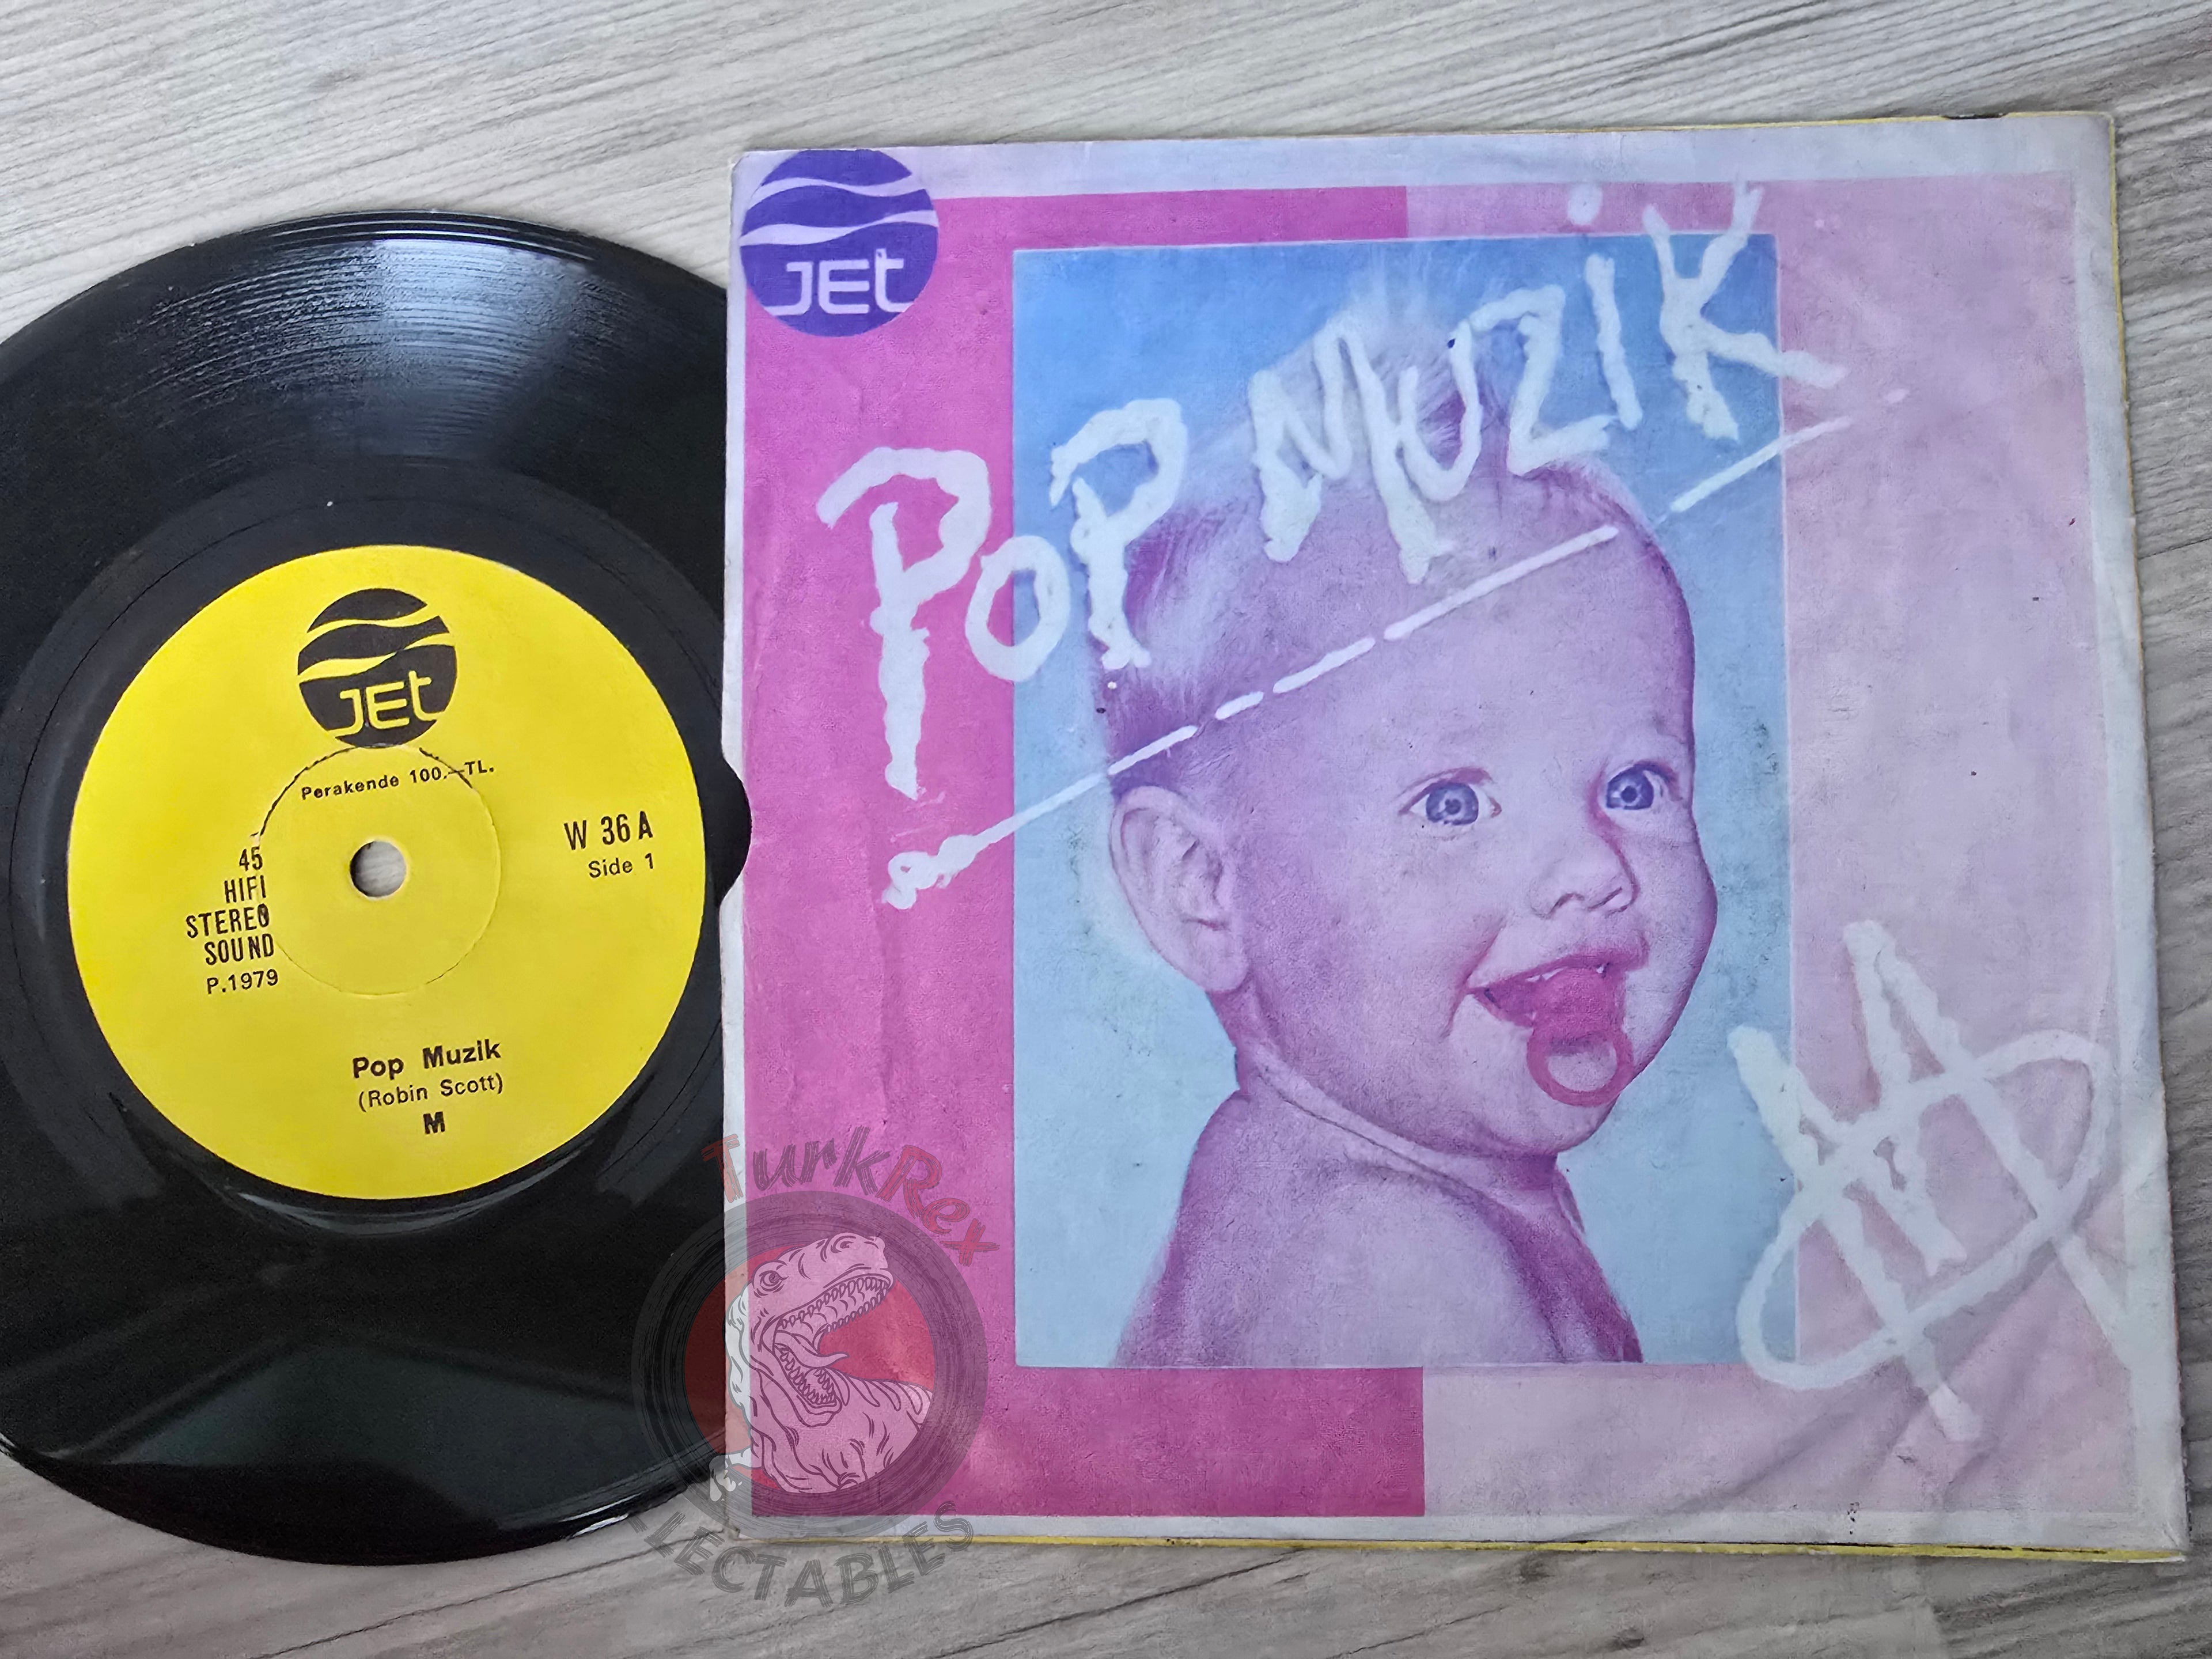 JEt
Perakende 100.—TL.
W 36 A
Side 1
45
HIFI
STEREO
SOUND
P.1979
Pop Muzik
(Robin Scott)
M
JEt
POP MUZIK
M
TurkRex
LLECTABLES